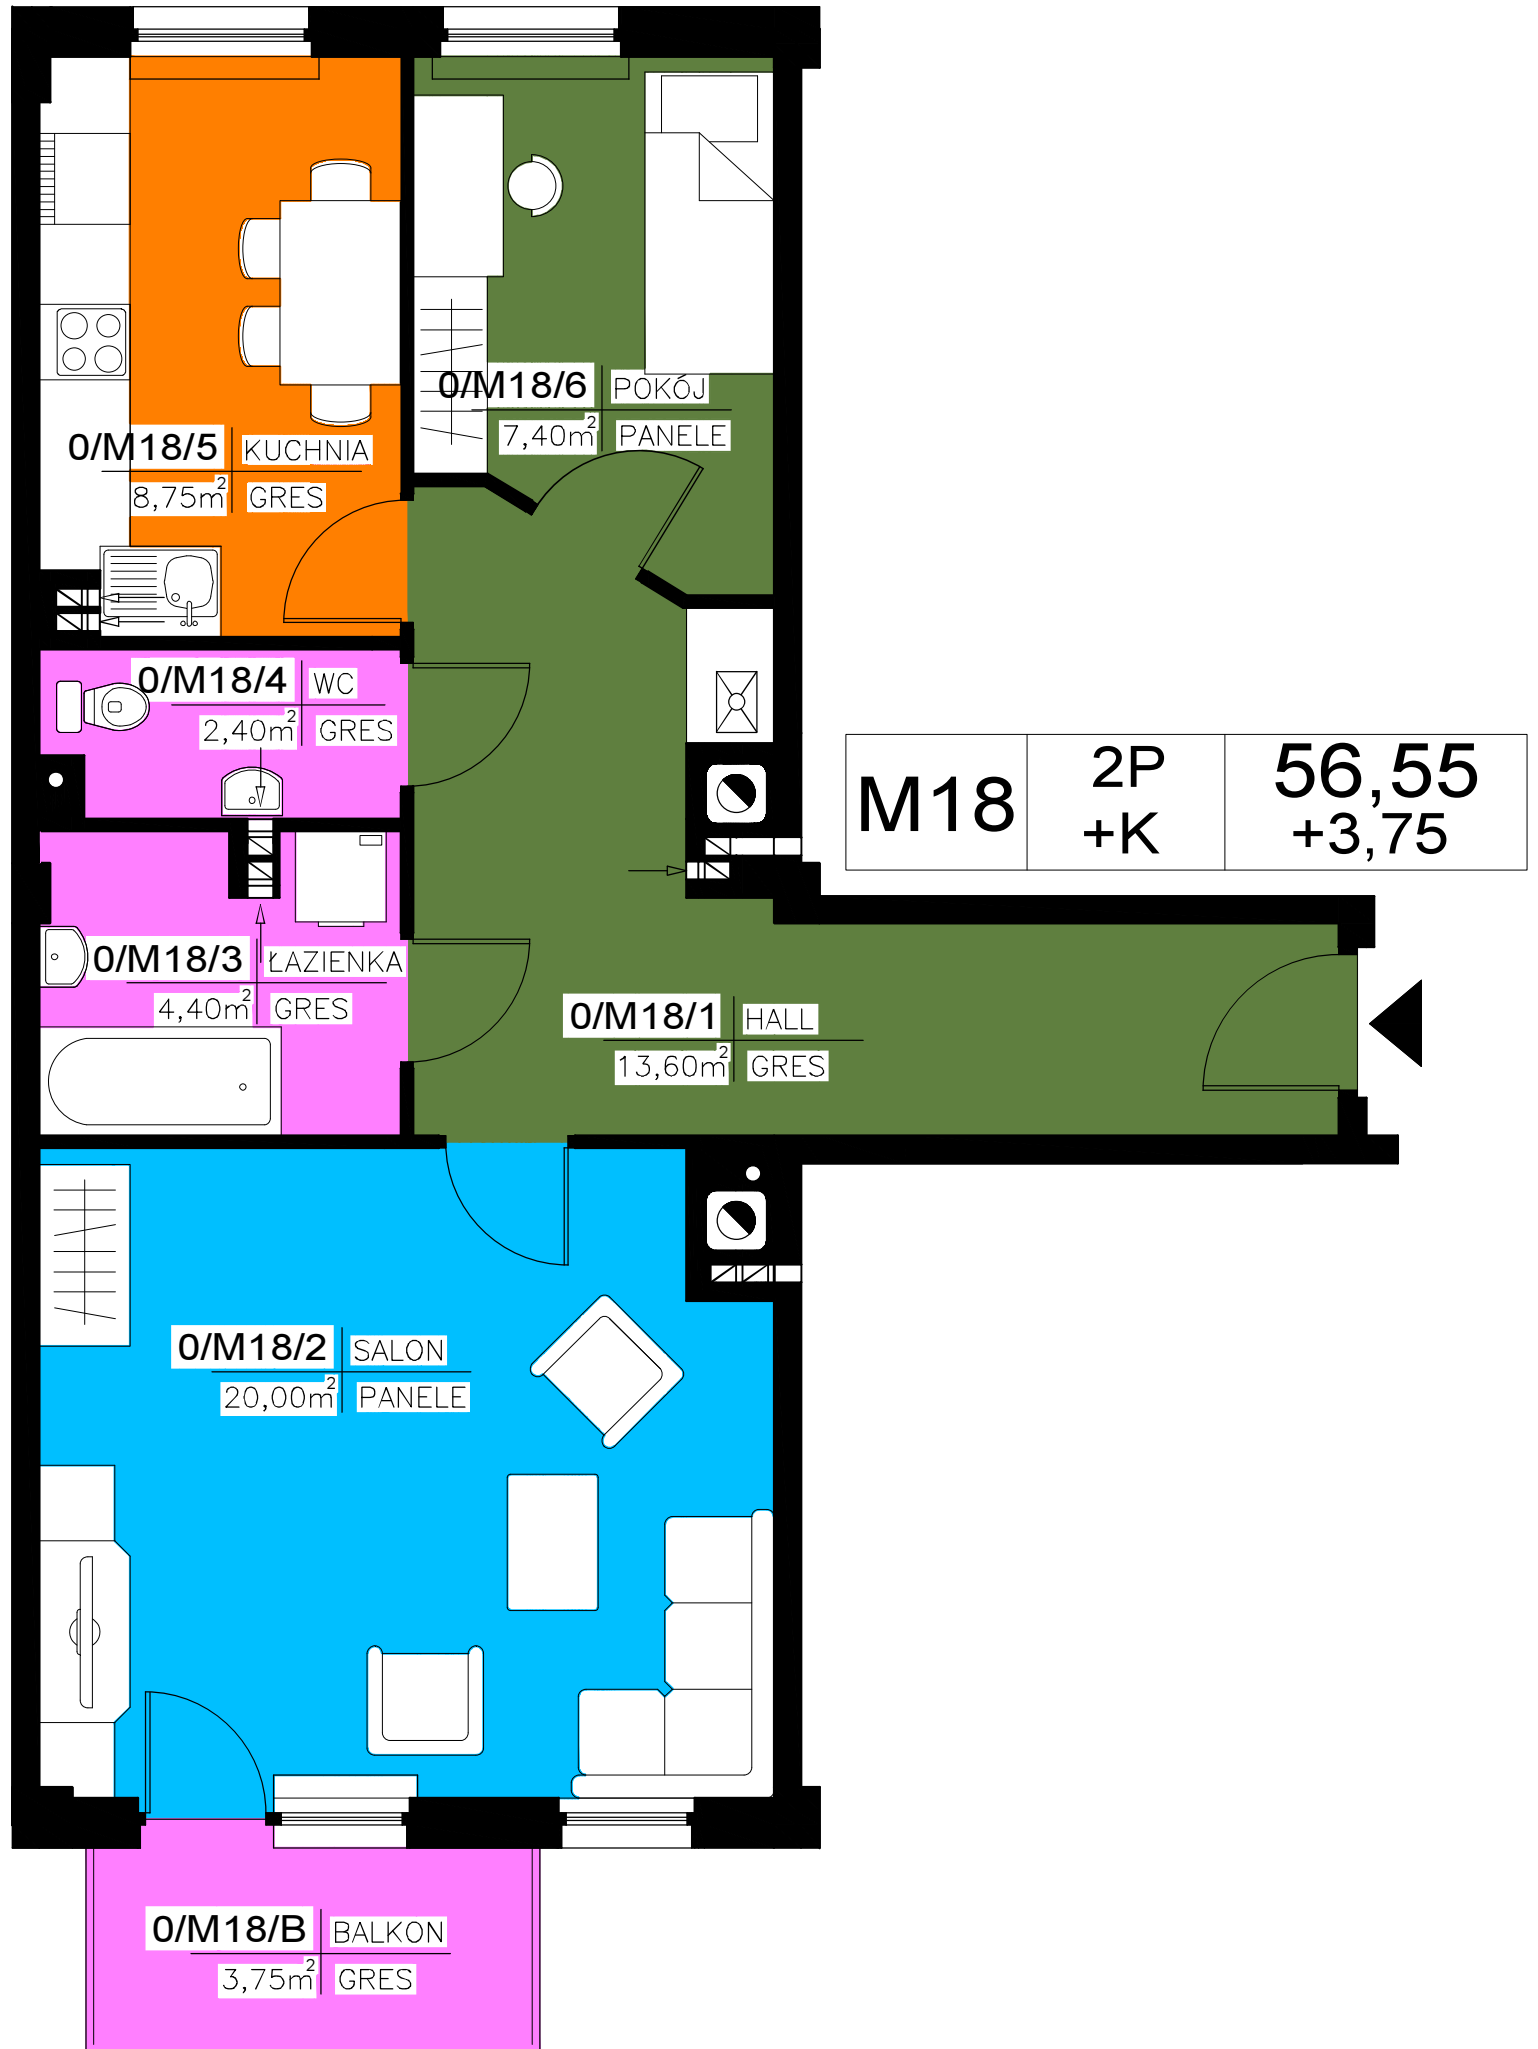 0/M18/6 POKÓJ
7,40m² PANELE
0/M18/5 KUCHNIA
8,75m² GRES
0/M18/4 WC
2,40m² GRES
M18
2P
+K
56,55
+3,75
0/M18/3 ŁAZIENKA
4,40m² GRES
0/M18/1 HALL
13,60m² GRES
0/M18/2 SALON
20,00m² PANELE
0/M18/B BALKON
3,75m² GRES